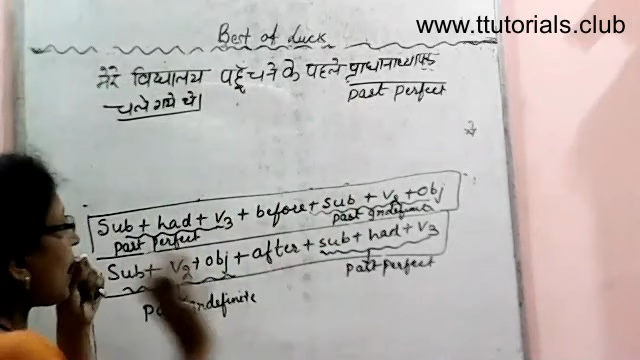 www.ttutorials.club
Best of luck
मेरे विद्यालय पहुँचने के पहले प्राधानाध्यापक
चले गये थे।
past perfect
Sub + had + V3 + before + sub + V2 + Obj
past perfect
past Indefinite
Sub + V2 + obj + after + sub + had + V3
past Indefinite
past perfect